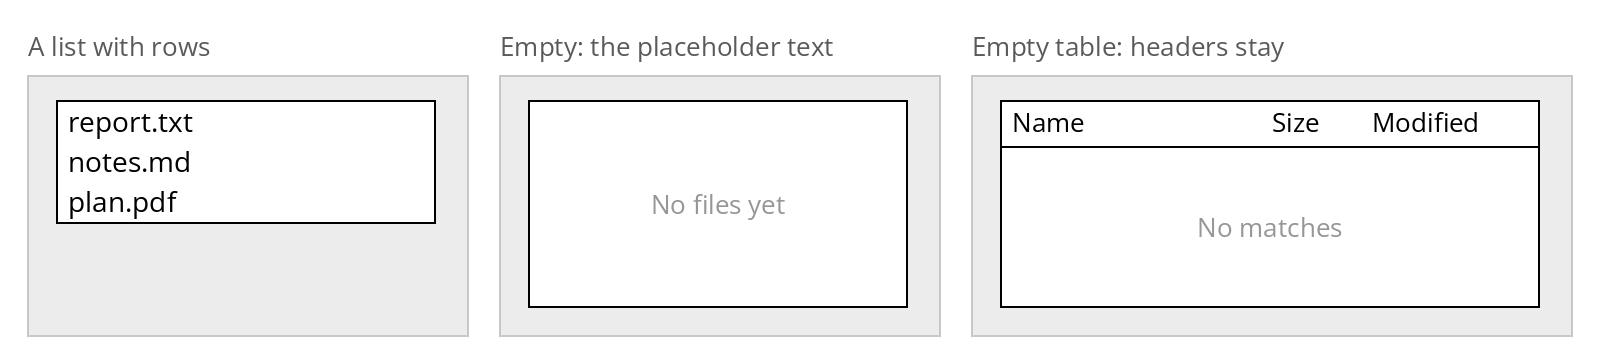 A list with rows
report.txt
notes.md
plan.pdf
Empty: the placeholder text
No files yet
Empty table: headers stay
Name Size Modified
No matches